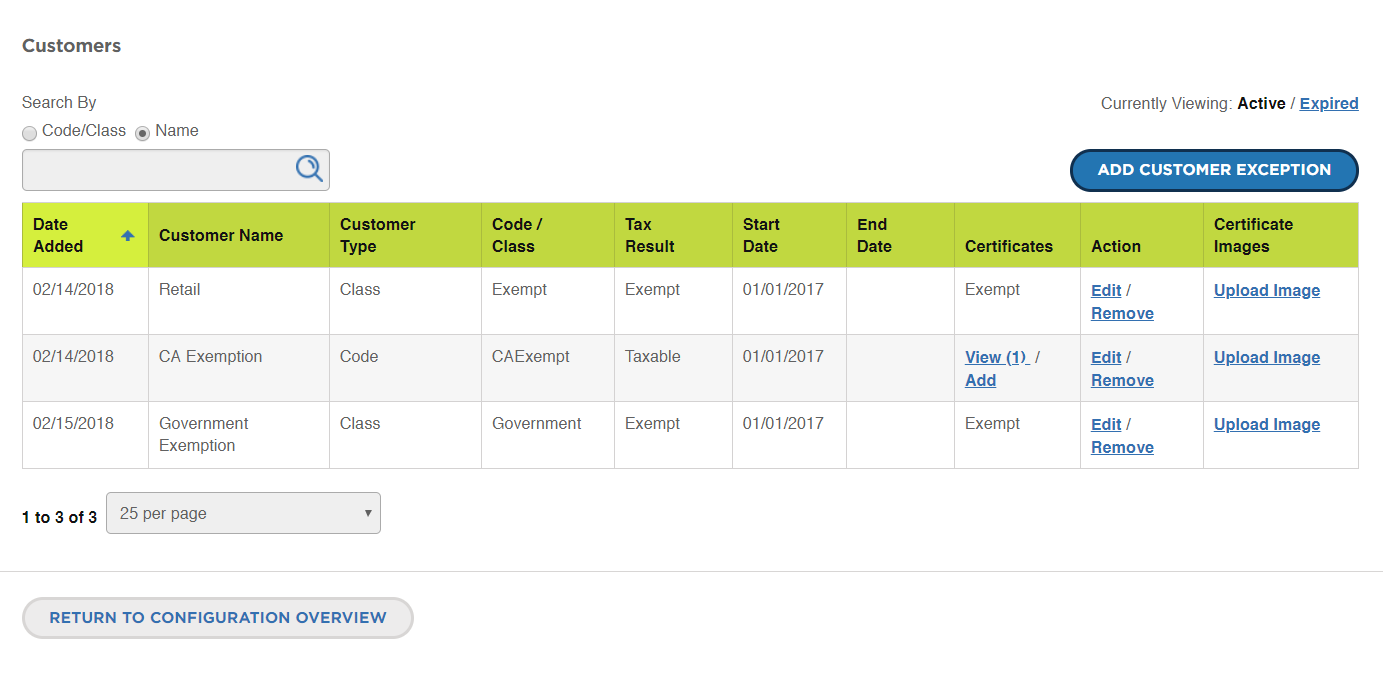 Customers
Search By
Currently Viewing: Active / Expired
Code/Class Name
ADD CUSTOMER EXCEPTION
Date Added Customer Name Customer Type Code / Class Tax Result Start Date End Date Certificates Action Certificate Images
02/14/2018 Retail Class Exempt Exempt 01/01/2017 Exempt Edit / Remove Upload Image
02/14/2018 CA Exemption Code CAExempt Taxable 01/01/2017 View (1) / Add Edit / Remove Upload Image
02/15/2018 Government Exemption Class Government Exempt 01/01/2017 Exempt Edit / Remove Upload Image
1 to 3 of 3 25 per page
RETURN TO CONFIGURATION OVERVIEW